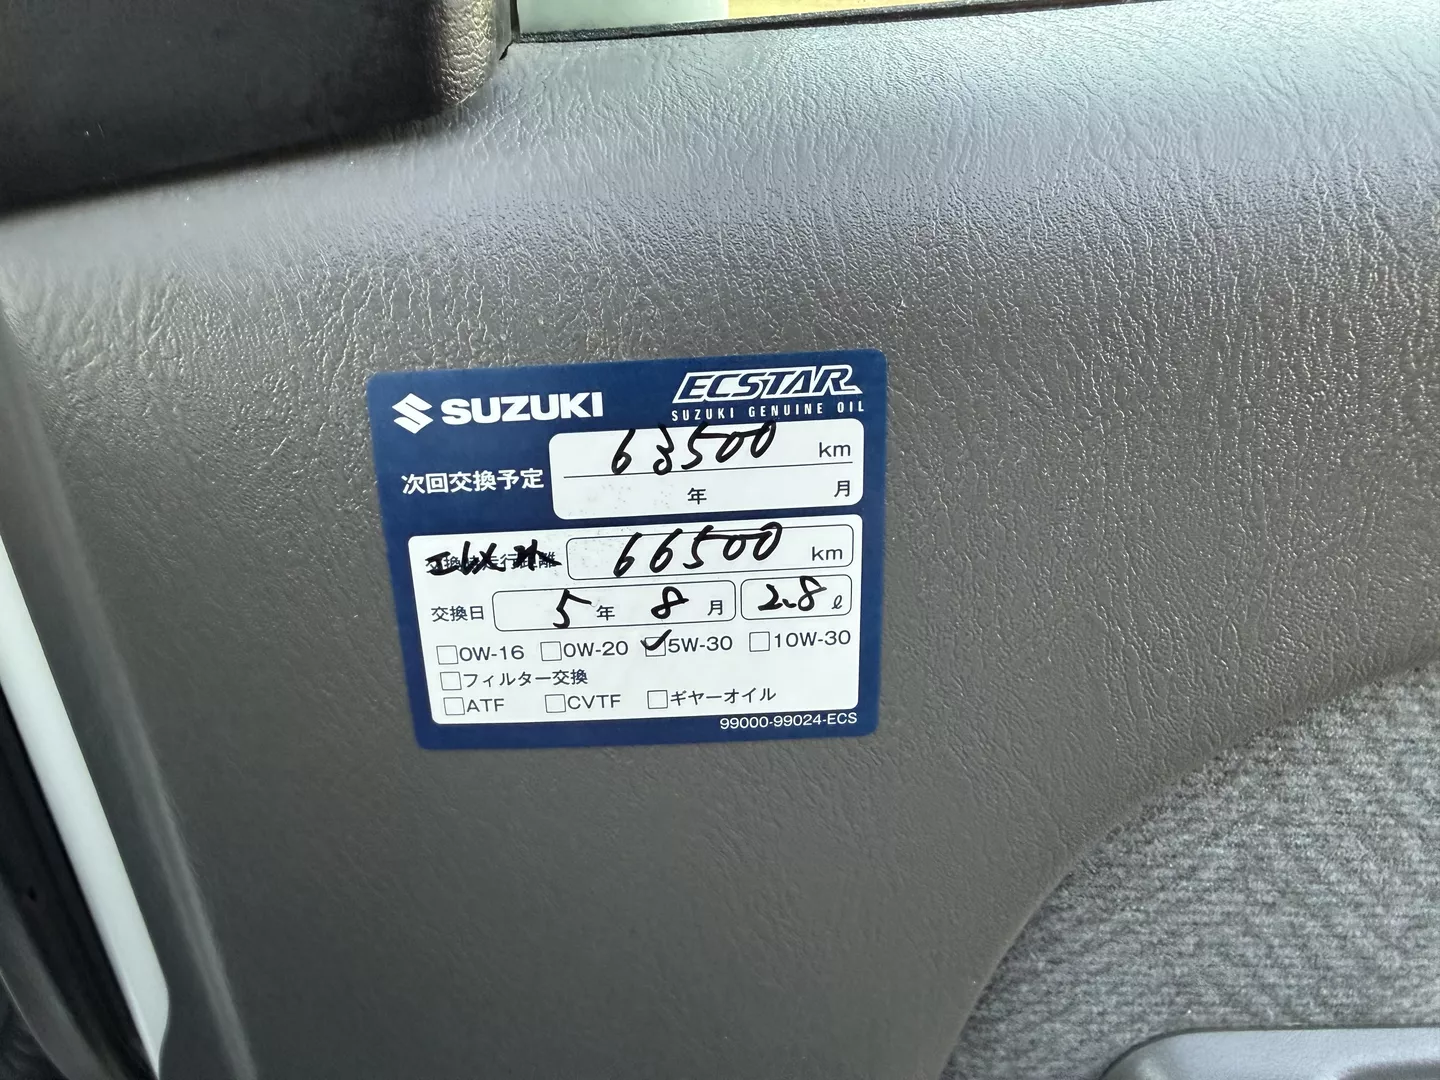 SUZUKI
ECSTAR
SUZUKI GENUINE OIL
次回交換予定 63500 km
年 月
66500 km
交換日 5年 8月 2.8ℓ
0W-16 0W-20 ✓5W-30 10W-30
フィルター交換
ATF CVTF ギヤーオイル
99000-99024-ECS